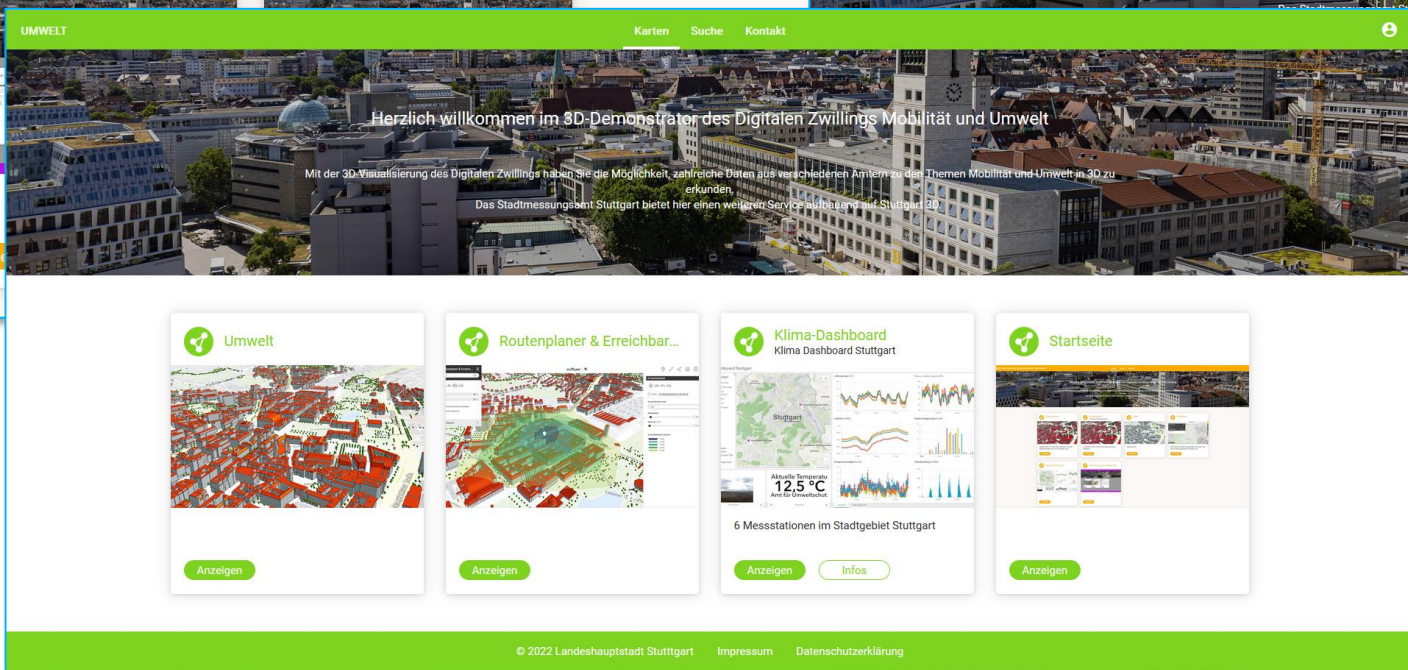 UMWELT
Karten
Suche
Kontakt
Herzlich willkommen im 3D-Demonstrator des Digitalen Zwillings Mobilität und Umwelt
Mit der 3D-Visualisierung des Digitalen Zwillings haben Sie die Möglichkeit, zahlreiche Daten aus verschiedenen Ämtern zu den Themen Mobilität und Umwelt in 3D zu
erkunden.
Das Stadtmessungsamt Stuttgart bietet hier einen weiteren Service aufbauend auf Stuttgart 3D.
Umwelt
Anzeigen
Routenplaner & Erreichbar...
Anzeigen
Klima-Dashboard
Klima Dashboard Stuttgart
Stuttgart
Aktuelle Temperatu
12,5 °C
Amt für Umweltschut
6 Messstationen im Stadtgebiet Stuttgart
Anzeigen
Infos
Startseite
Anzeigen
© 2022 Landeshauptstadt Stutttgart
Impressum
Datenschutzerklärung